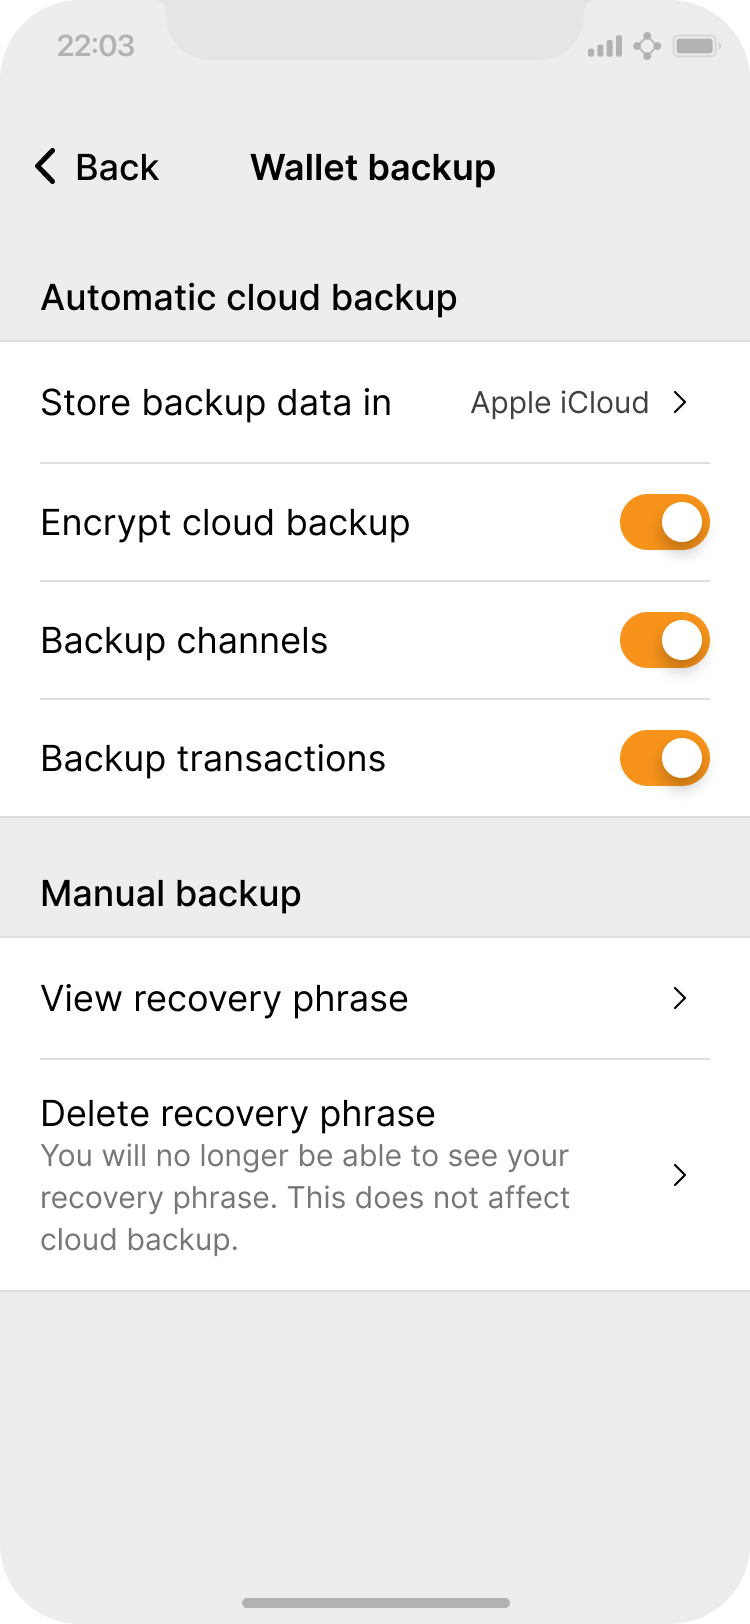 22:03
Back
Wallet backup
Automatic cloud backup
Store backup data in
Apple iCloud
Encrypt cloud backup
Backup channels
Backup transactions
Manual backup
View recovery phrase
Delete recovery phrase
You will no longer be able to see your
recovery phrase. This does not affect
cloud backup.